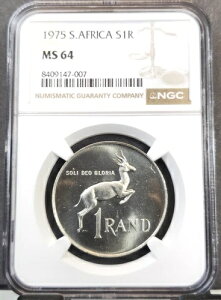 1975 S.AFRICA S1R
MS 64
8409147-007
NGC
NUMISMATIC GUARANTY COMPANY
SOLI DEO GLORIA
1 RAND